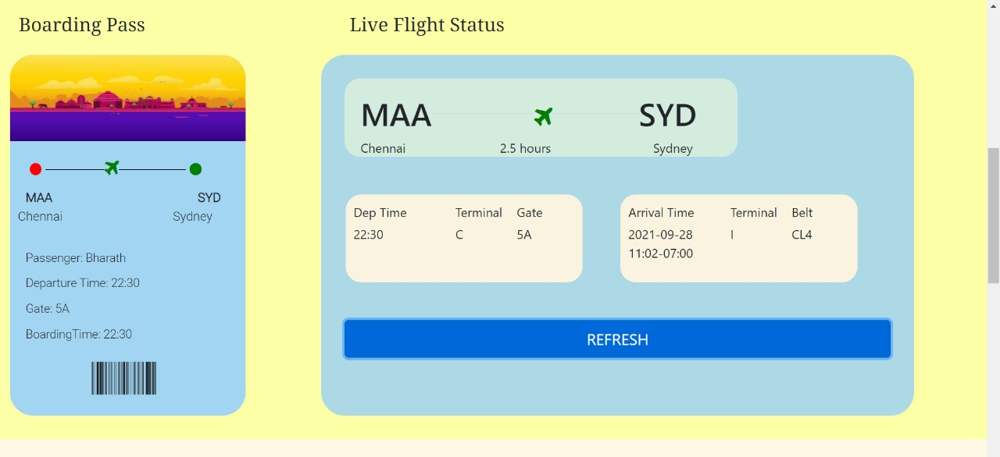 Boarding Pass
MAA SYD
Chennai Sydney
Passenger: Bharath
Departure Time: 22:30
Gate: 5A
BoardingTime: 22:30
Live Flight Status
MAA SYD
Chennai 2.5 hours Sydney
Dep Time Terminal Gate
22:30 C 5A
Arrival Time Terminal Belt
2021-09-28 I CL4
11:02-07:00
REFRESH